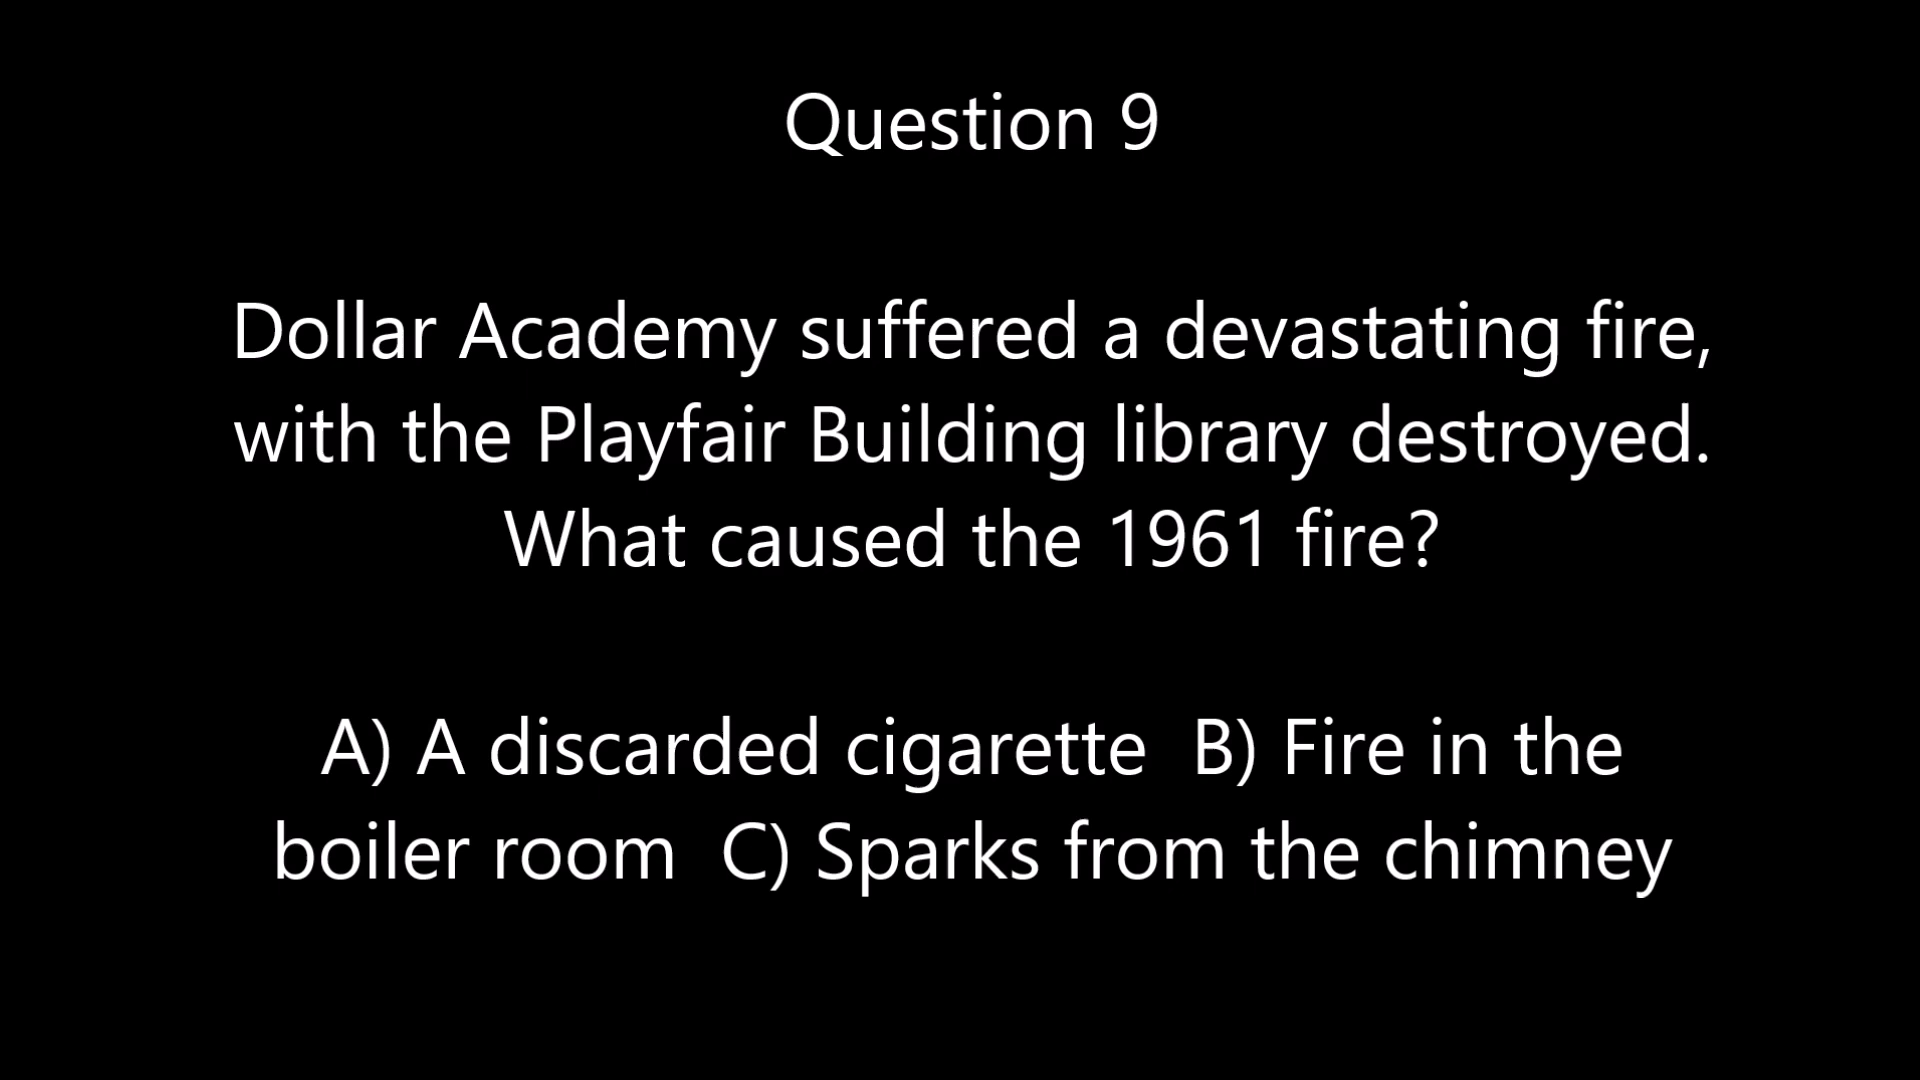 Question 9
Dollar Academy suffered a devastating fire,
with the Playfair Building library destroyed.
What caused the 1961 fire?
A) A discarded cigarette  B) Fire in the
boiler room  C) Sparks from the chimney